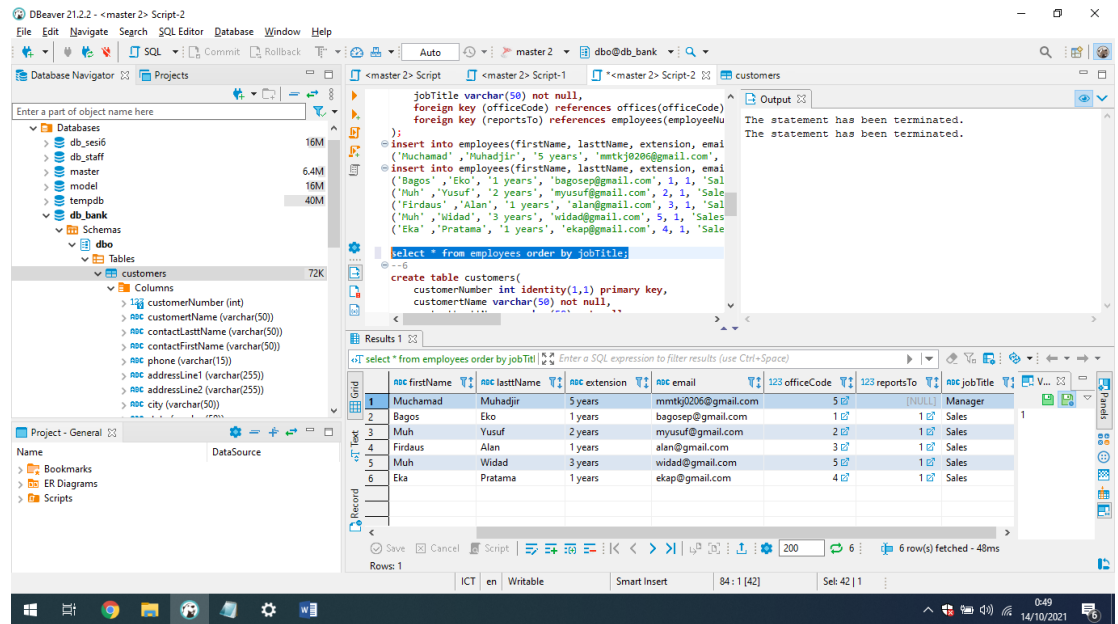 DBeaver 21.2.2 - <master 2> Script-2
File Edit Navigate Search SQL Editor Database Window Help
SQL Commit Rollback Auto master 2 dbo@db_bank
Database Navigator Projects
Enter a part of object name here
Databases
db_sesi6 16M
db_staff
master 6.4M
model 16M
tempdb 40M
db_bank
Schemas
dbo
Tables
customers 72K
Columns
customerNumber (int)
customertName (varchar(50))
contactLasttName (varchar(50))
contactFirstName (varchar(50))
phone (varchar(15))
addressLine1 (varchar(255))
addressLine2 (varchar(255))
city (varchar(50))
Project - General
Name DataSource
Bookmarks
ER Diagrams
Scripts
<master 2> Script <master 2> Script-1 *<master 2> Script-2 customers
jobTitle varchar(50) not null,
foreign key (officeCode) references offices(officeCode)
foreign key (reportsTo) references employees(employeeNu
);
insert into employees(firstName, lasttName, extension, emai
('Muchamad' ,'Muhadjir', '5 years', 'mmtkj0206@gmail.com',
insert into employees(firstName, lasttName, extension, emai
('Bagos' ,'Eko', '1 years', 'bagosep@gmail.com', 1, 1, 'Sal
('Muh' ,'Yusuf', '2 years', 'myusuf@gmail.com', 2, 1, 'Sale
('Firdaus' ,'Alan', '1 years', 'alan@gmail.com', 3, 1, 'Sal
('Muh' ,'Widad', '3 years', 'widad@gmail.com', 5, 1, 'Sales
('Eka' ,'Pratama', '1 years', 'ekap@gmail.com', 4, 1, 'Sale
select * from employees order by jobTitle;
--6
create table customers(
customerNumber int identity(1,1) primary key,
customertName varchar(50) not null,
Output
The statement has been terminated.
The statement has been terminated.
Results 1
select * from employees order by jobTitl Enter a SQL expression to filter results (use Ctrl+Space)
Grid
Text
Record
ABC firstName ABC lasttName ABC extension ABC email 123 officeCode 123 reportsTo ABC jobTitle
1 Muchamad Muhadjir 5 years mmtkj0206@gmail.com 5 [NULL] Manager
2 Bagos Eko 1 years bagosep@gmail.com 1 1 Sales
3 Muh Yusuf 2 years myusuf@gmail.com 2 1 Sales
4 Firdaus Alan 1 years alan@gmail.com 3 1 Sales
5 Muh Widad 3 years widad@gmail.com 5 1 Sales
6 Eka Pratama 1 years ekap@gmail.com 4 1 Sales
V...
1
Panels
Save Cancel Script 200 6 6 row(s) fetched - 48ms
Rows: 1
ICT en Writable Smart Insert 84 : 1 [42] Sel: 42 | 1
0:49
14/10/2021
6